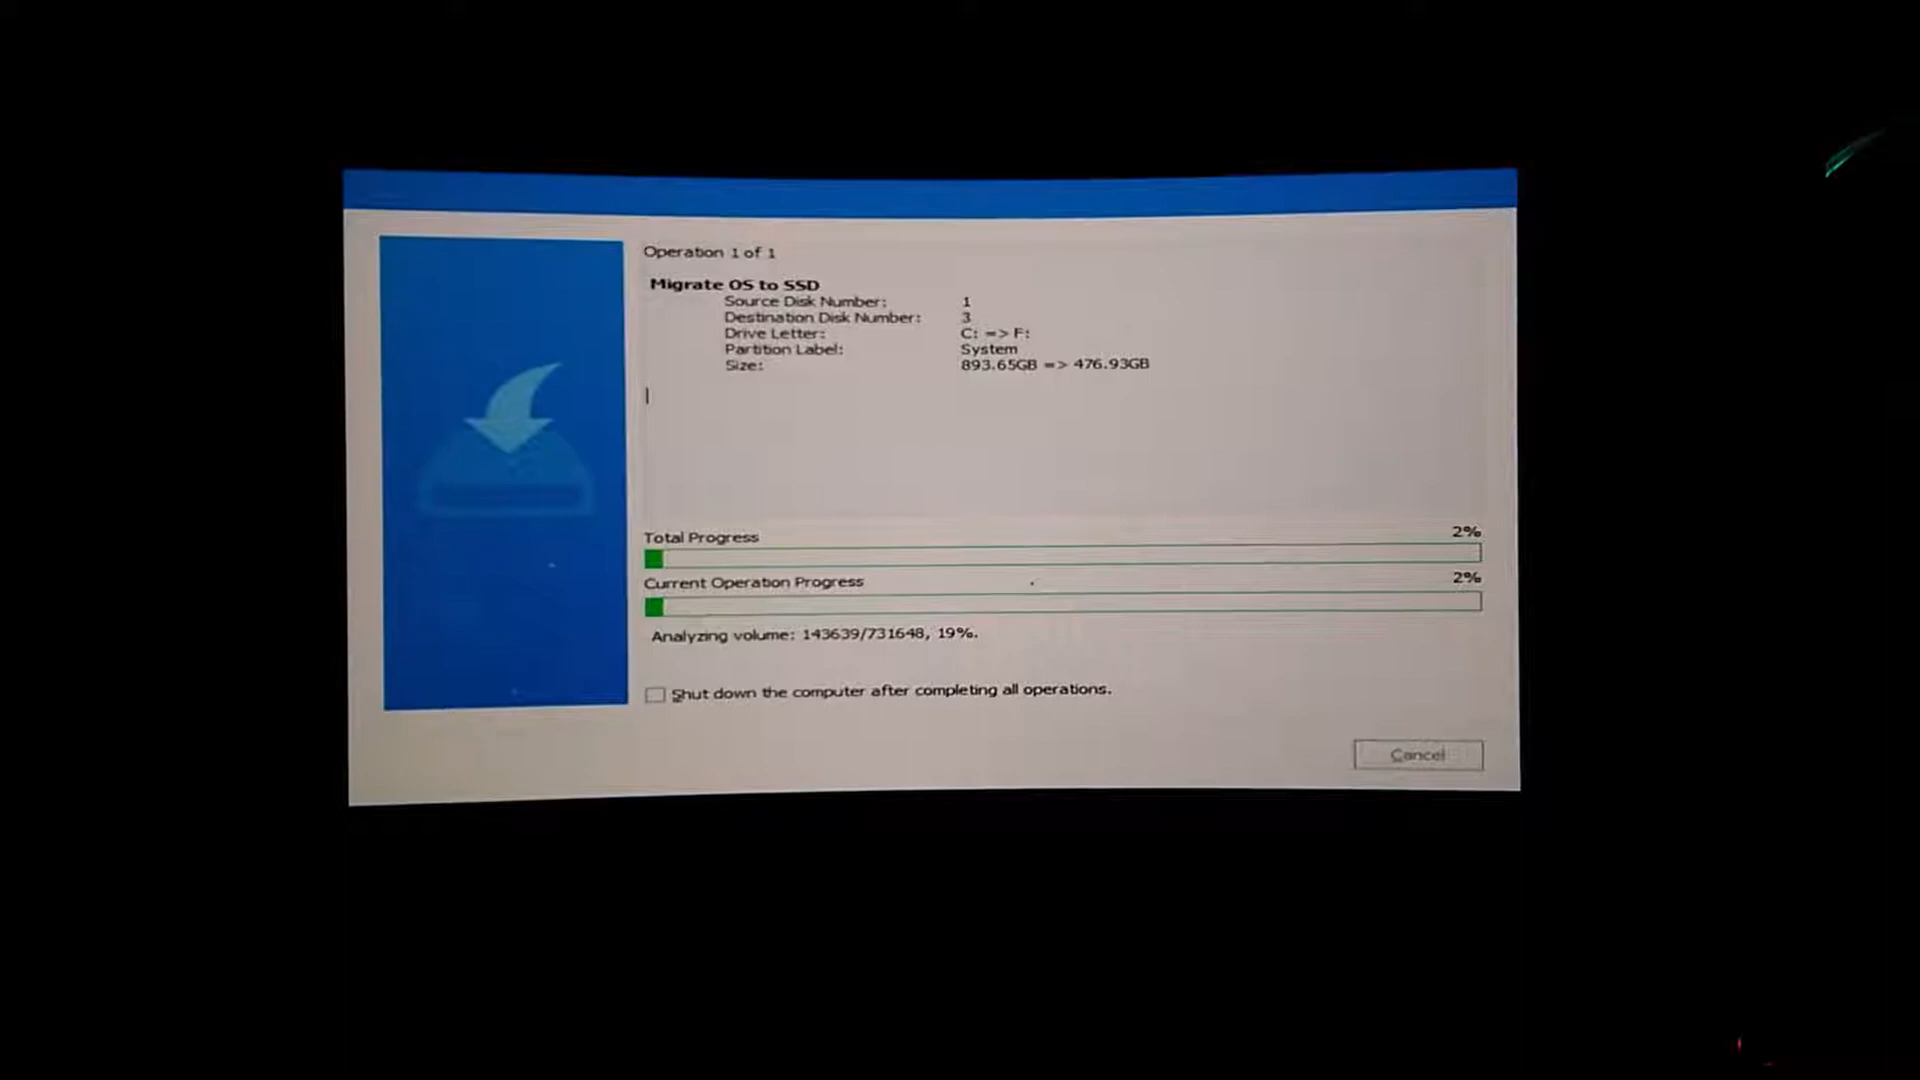 Operation 1 of 1
Migrate OS to SSD
Source Disk Number: 1
Destination Disk Number: 3
Drive Letter: C: => F:
Partition Label: System
Size: 893.65GB => 476.93GB
Total Progress 2%
Current Operation Progress 2%
Analyzing volume: 143639/731648, 19%.
Shut down the computer after completing all operations.
Cancel